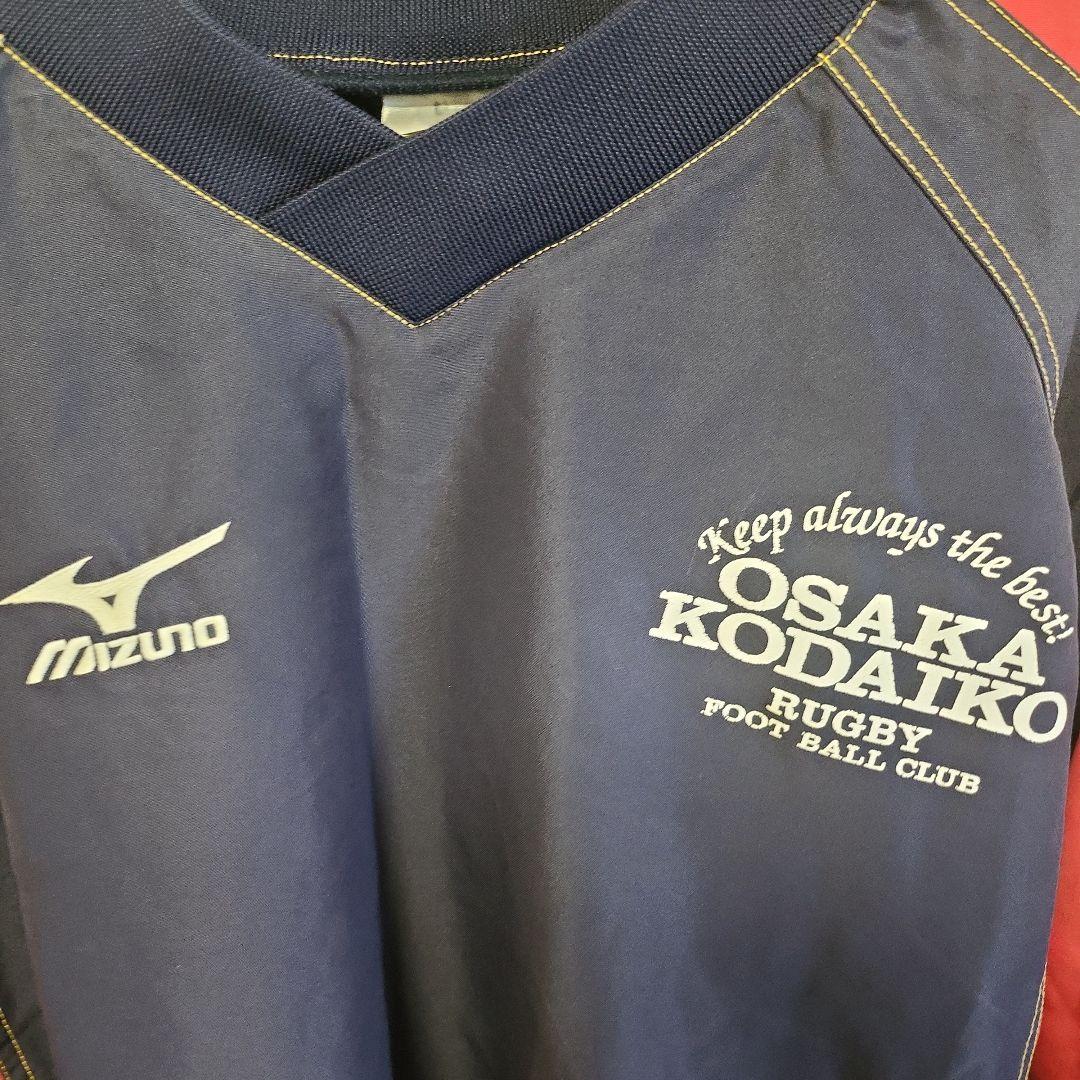 MIZUNO
Keep always the best!
OSAKA
KODAIKO
RUGBY
FOOT BALL CLUB